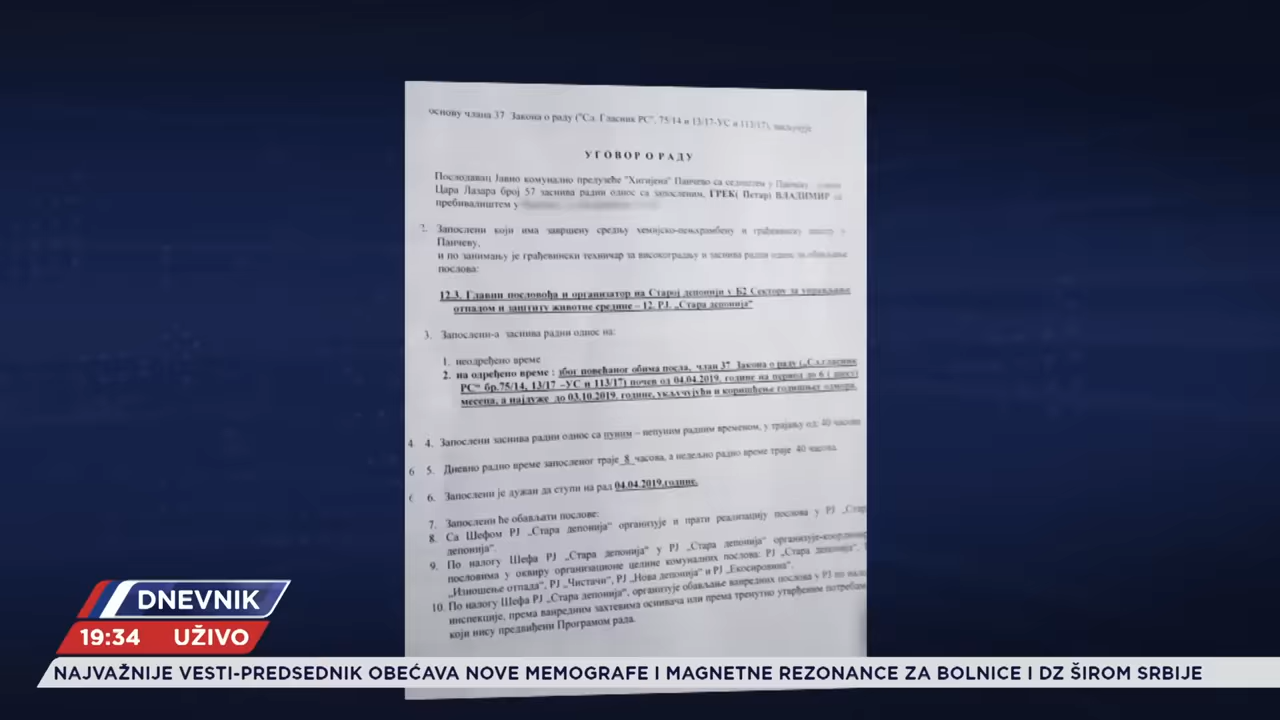 основу члана 37 Закона о раду ("Сл. Гласник РС", 75/14 и 13/17-УС и 113/17), закључује
УГОВОР О РАДУ
Послодавац Јавно комунално предузеће "Хигијена" Панчево са седиштем у Панчеву
Цара Лазара број 57 заснива радни однос са запосленим, ГРЕК( Петар) ВЛАДИМИР са
пребивалиштем у
2. Запослени који има завршену средњу хемијско-прехрамбену и грађевинску школу у
Панчеву,
и по занимању је грађевински техничар за високоградњу и заснива радни однос за обављање
послова:
12.3. Главни пословођа и организатор на Старој депонији у Б2 Сектору за управљање
отпадом и заштиту животне средине – 12. РЈ. „Стара депонија"
3. Запослени-а заснива радни однос на:
1. неодређено време
2. на одређено време : због повећаног обима посла, члан 37 Закона о раду („Сл.гласник
РС“ бр.75/14, 13/17 –УС и 113/17) почев од 04.04.2019. године на период до 6 ( шест)
месеца, а најдуже до 03.10.2019. године, укључујући и коришћење годишњег одмора.
4. 4. Запослени заснива радни однос са пуним – непуним радним временом, у трајању од: 40 часова
6 5. Дневно радно време запосленог траје 8 часова, а недељно радно време траје 40 часова.
6. Запослени је дужан да ступи на рад 04.04.2019.године.
7. Запослени ће обављати послове:
8. Са Шефом РЈ „Стара депонија“ организује и прати реализацију послова у РЈ „Стар
депонија“.
9. По налогу Шефа РЈ „Стара депонија“ у РЈ „Стара депонија“ организује-координир
пословима у оквиру организационе целине комуналних послова: РЈ „Стара депонија“,
„Изношење отпада“, РЈ „Чистачи“, РЈ „Нова депонија“ и РЈ „Екосировина“.
10. По налогу Шефа РЈ „Стара депонија“, организује обављање ванредних послова у РЈ по нало
инспекције, према ванредним захтевима оснивача или према тренутно утврђеним потребам
који нису предвиђени Програмом рада.
DNEVNIK
19:34 UŽIVO
NAJVAŽNIJE VESTI-PREDSEDNIK OBEĆAVA NOVE MEMOGRAFE I MAGNETNE REZONANCE ZA BOLNICE I DZ ŠIROM SRBIJE